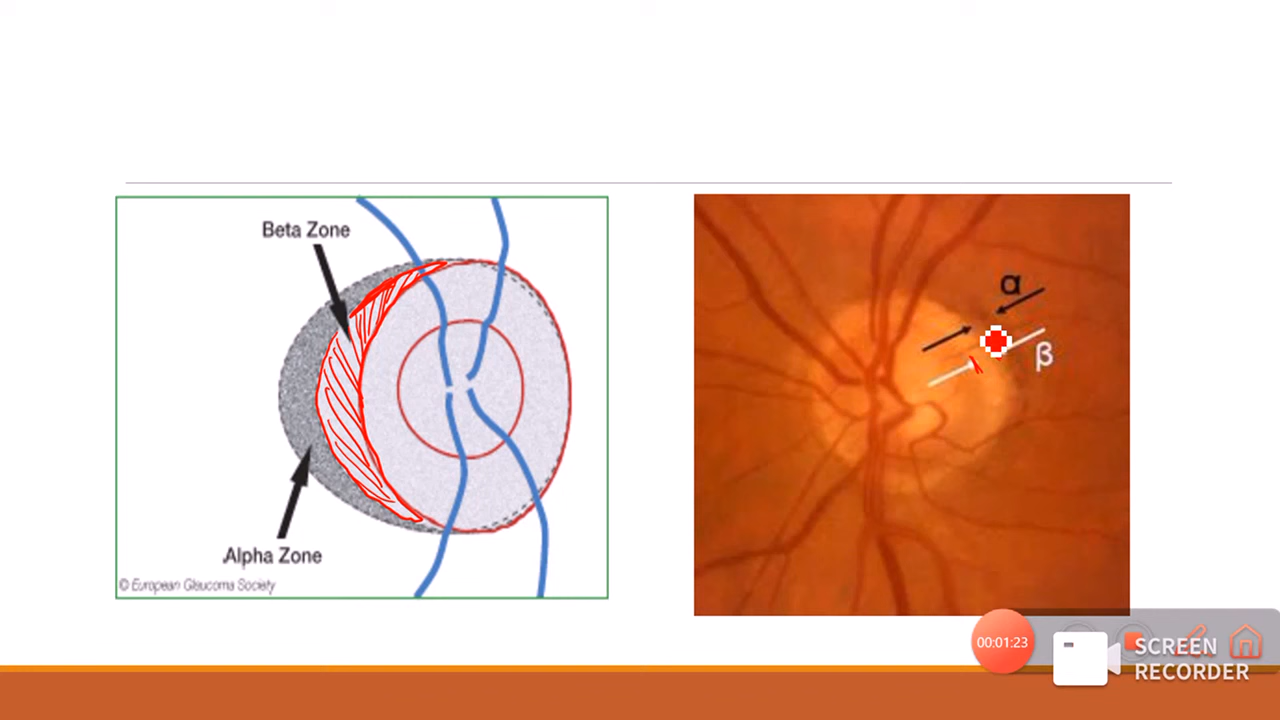 Beta Zone
Alpha Zone
© European Glaucoma Society
α
β
00:01:23
SCREEN
RECORDER